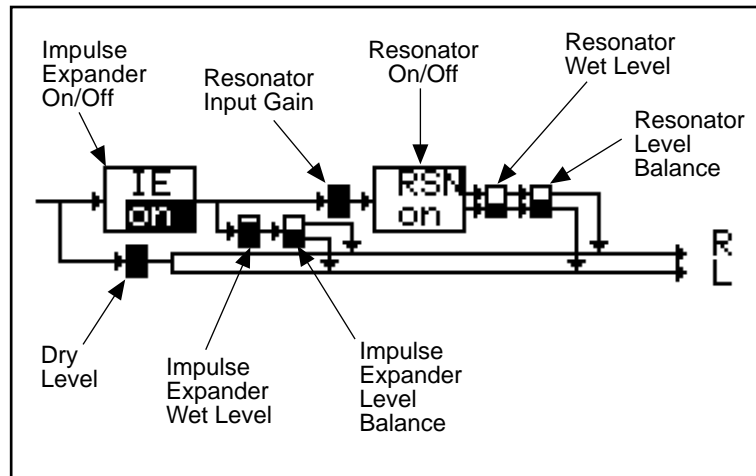 Impulse
Expander
On/Off
Resonator
Input Gain
Resonator
On/Off
Resonator
Wet Level
Resonator
Level
Balance
IE
on
RSN
on
R
L
Dry
Level
Impulse
Expander
Wet Level
Impulse
Expander
Level
Balance